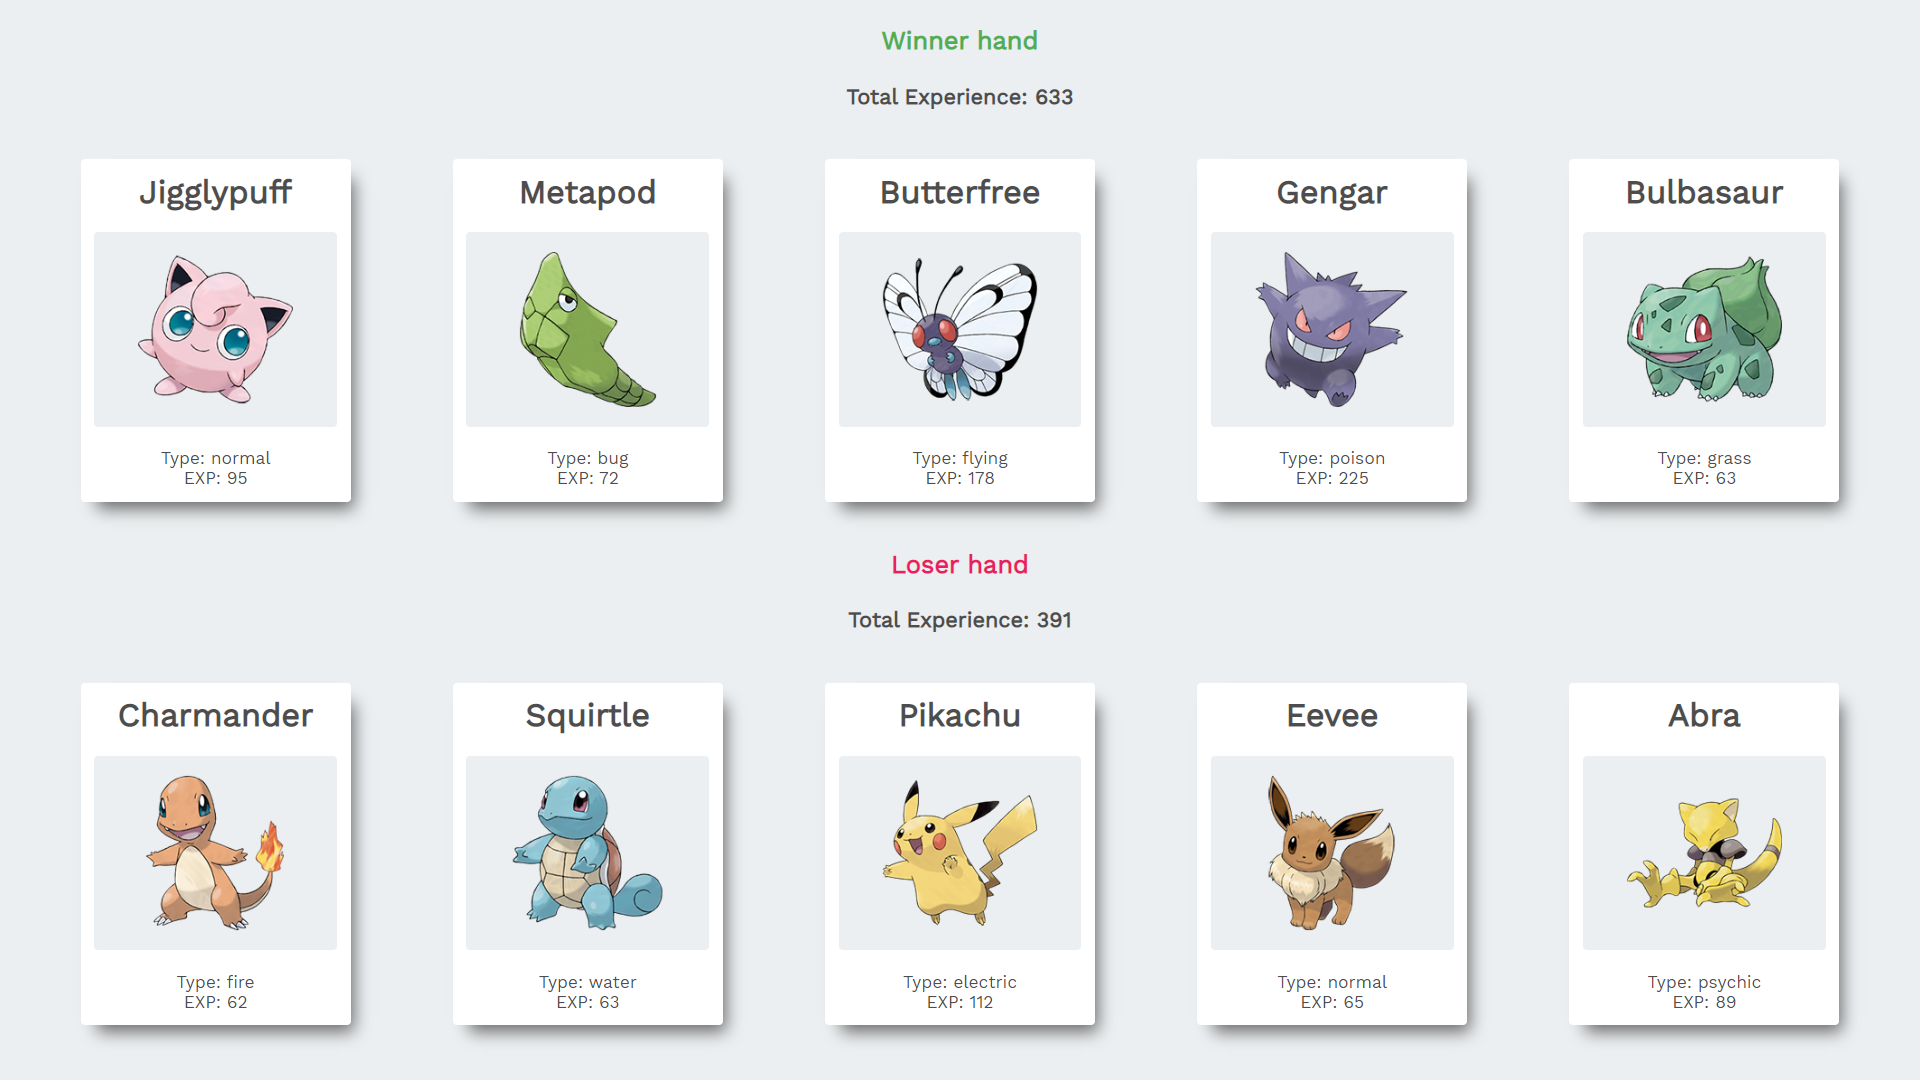 Winner hand
Total Experience: 633
Jigglypuff
Type: normal
EXP: 95
Metapod
Type: bug
EXP: 72
Butterfree
Type: flying
EXP: 178
Gengar
Type: poison
EXP: 225
Bulbasaur
Type: grass
EXP: 63
Loser hand
Total Experience: 391
Charmander
Type: fire
EXP: 62
Squirtle
Type: water
EXP: 63
Pikachu
Type: electric
EXP: 112
Eevee
Type: normal
EXP: 65
Abra
Type: psychic
EXP: 89